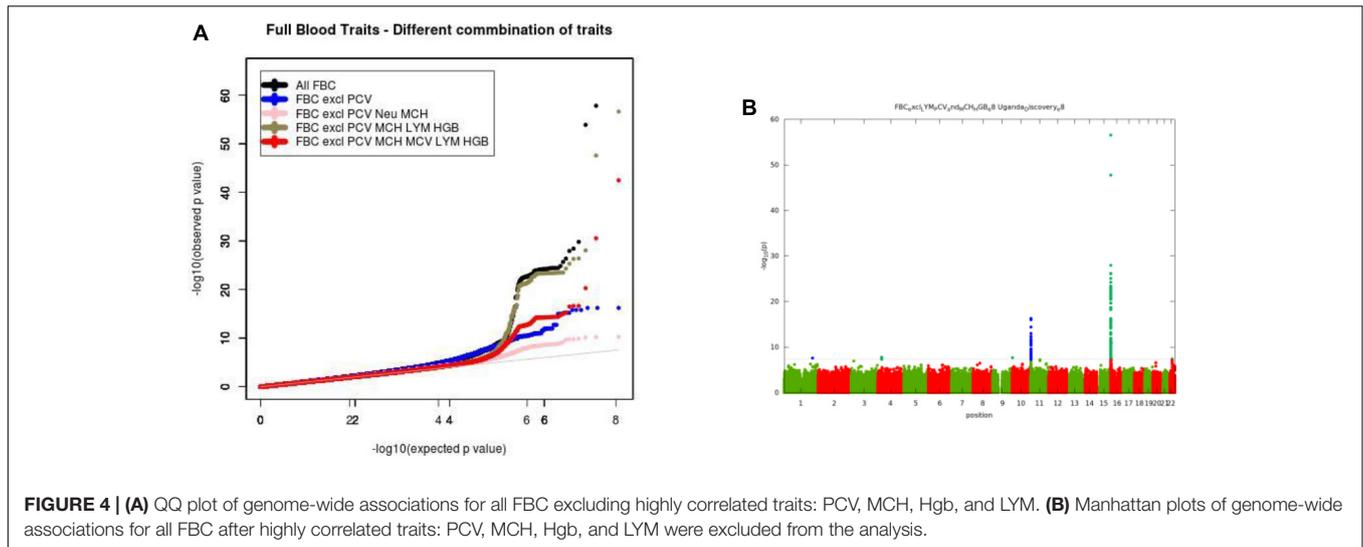 A
Full Blood Traits - Different commbination of traits
All FBC
FBC excl PCV
FBC excl PCV Neu MCH
FBC excl PCV MCH LYM HGB
FBC excl PCV MCH MCV LYM HGB
-log10(observed p value)
60
50
40
30
20
10
0
0 22 4 4 6 6 8
-log10(expected p value)
B
-log10(p)
60
50
40
30
20
10
0
1 2 3 4 5 6 7 8 9 10 11 12 13 14 15 16 17 18 19 20 21 22
position
FIGURE 4 | (A) QQ plot of genome-wide associations for all FBC excluding highly correlated traits: PCV, MCH, Hgb, and LYM. (B) Manhattan plots of genome-wide
associations for all FBC after highly correlated traits: PCV, MCH, Hgb, and LYM were excluded from the analysis.